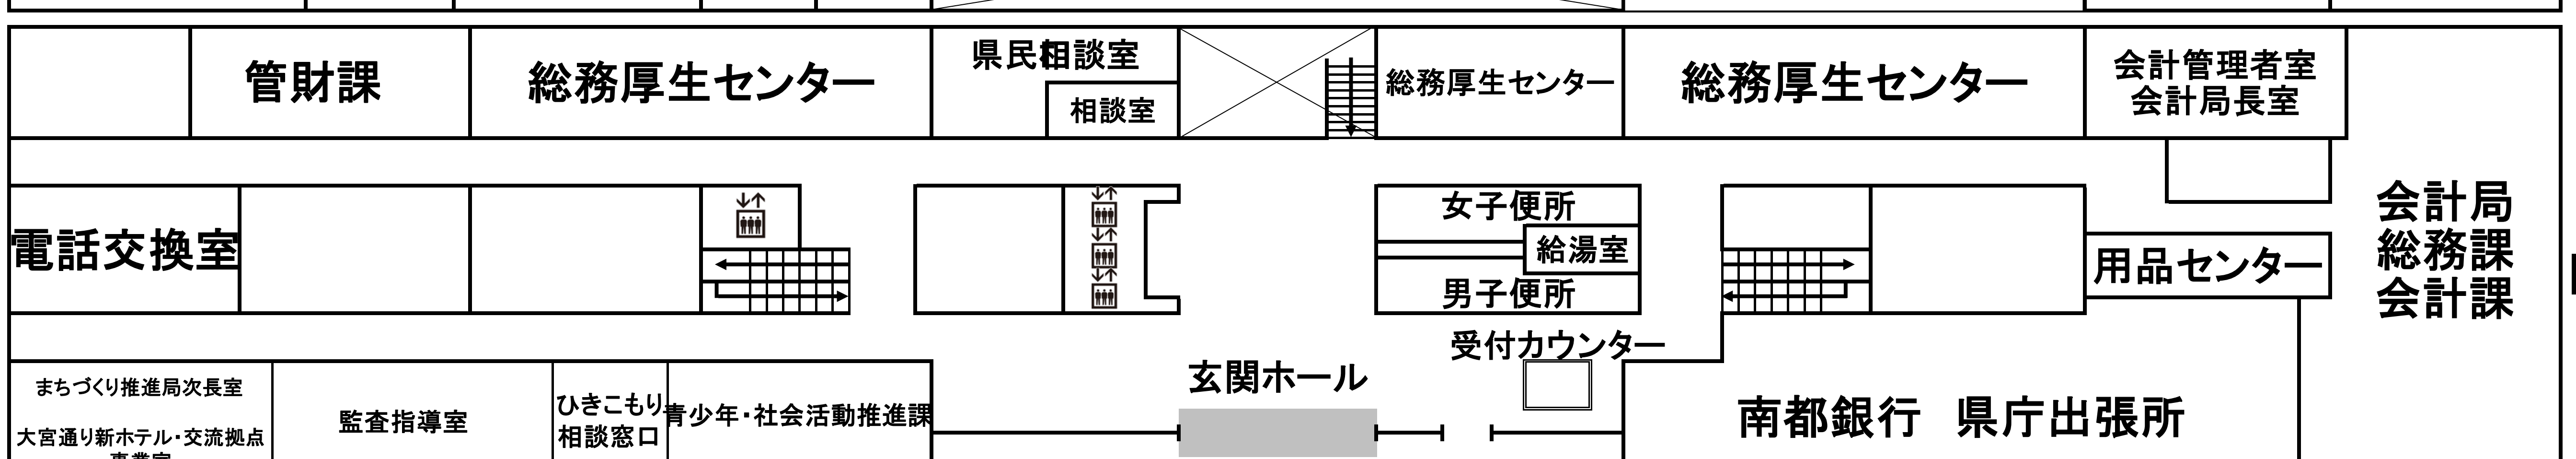 管財課
総務厚生センター
県民相談室
相談室
総務厚生センター
総務厚生センター
会計管理者室
会計局長室
電話交換室
女子便所
給湯室
男子便所
用品センター
会計局
総務課
会計課
受付カウンター
玄関ホール
まちづくり推進局次長室
大宮通り新ホテル・交流拠点
事業室
監査指導室
ひきこもり
相談窓口
青少年・社会活動推進課
南都銀行　県庁出張所